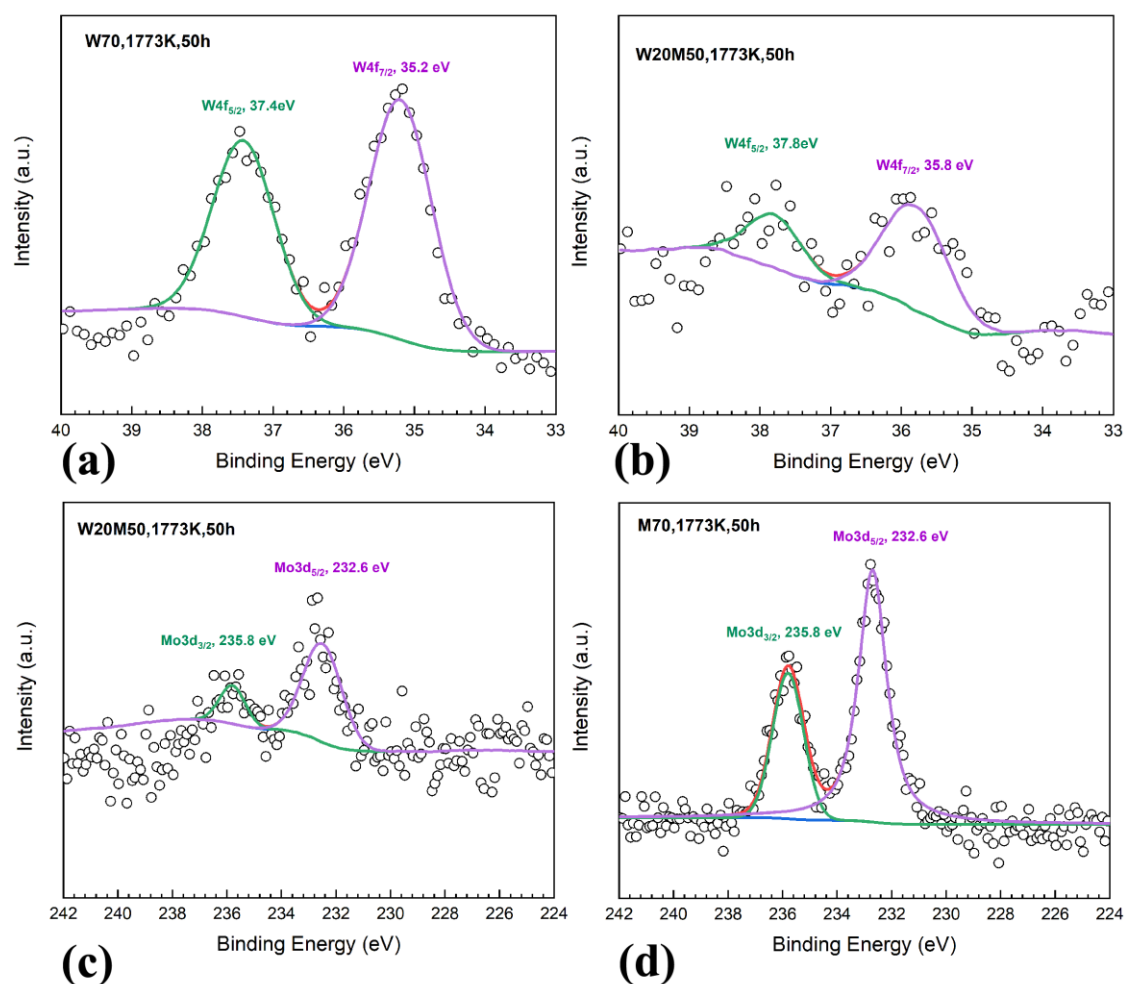 W70,1773K,50h
W4f7/2, 35.2 eV
W4f5/2, 37.4eV
Intensity (a.u.)
40 39 38 37 36 35 34 33
Binding Energy (eV)
(a)
W20M50,1773K,50h
W4f5/2, 37.8eV
W4f7/2, 35.8 eV
Intensity (a.u.)
40 39 38 37 36 35 34 33
Binding Energy (eV)
(b)
W20M50,1773K,50h
Mo3d5/2, 232.6 eV
Mo3d3/2, 235.8 eV
Intensity (a.u.)
242 240 238 236 234 232 230 228 226 224
Binding Energy (eV)
(c)
M70,1773K,50h
Mo3d5/2, 232.6 eV
Mo3d3/2, 235.8 eV
Intensity (a.u.)
242 240 238 236 234 232 230 228 226 224
Binding Energy (eV)
(d)